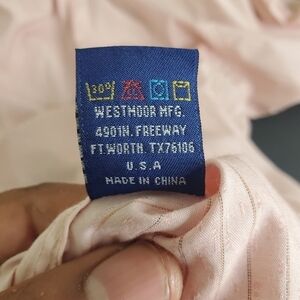 30°
WESTMOOR MFG.
4901N. FREEWAY
FT.WORTH. TX76106
U.S.A
MADE IN CHINA